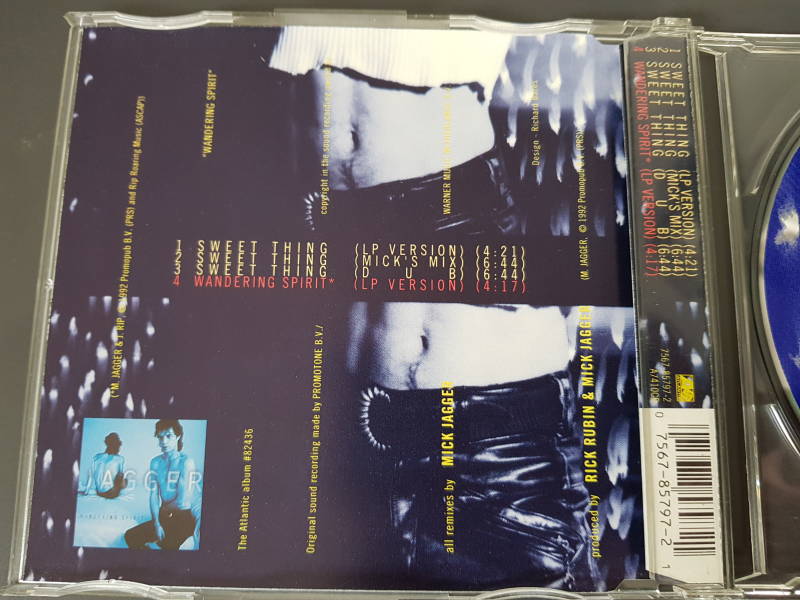 1 SWEET THING (LP VERSION) (4:21)
2 SWEET THING (MICK'S MIX) (6:44)
3 SWEET THING (DUB) (6:44)
4 WANDERING SPIRIT* (LP VERSION) (4:17)
"WANDERING SPIRIT"
(*M. JAGGER & J. RIP, © 1992 Promopub B.V. (PRS) and Rip Roaring Music (ASCAP))
copyright in the sound recording
WARNER MUSIC
Design - Richard
(M. JAGGER, © 1992 Promopub B.V. (PRS)
The Atlantic album #82436
Original sound recording made by PROMOTONE B.V./
all remixes by MICK JAGGER
produced by RICK RUBIN & MICK JAGGER
JAGGER
WANDERING SPIRIT
1 SWEET THING (LP VERSION) (4:21)
2 SWEET THING (MICK'S MIX) (6:44)
3 SWEET THING (DUB) (6:44)
4 WANDERING SPIRIT* (LP VERSION) (4:17)
7567-85797-2
A7410CD
0 7567-85797-2 1